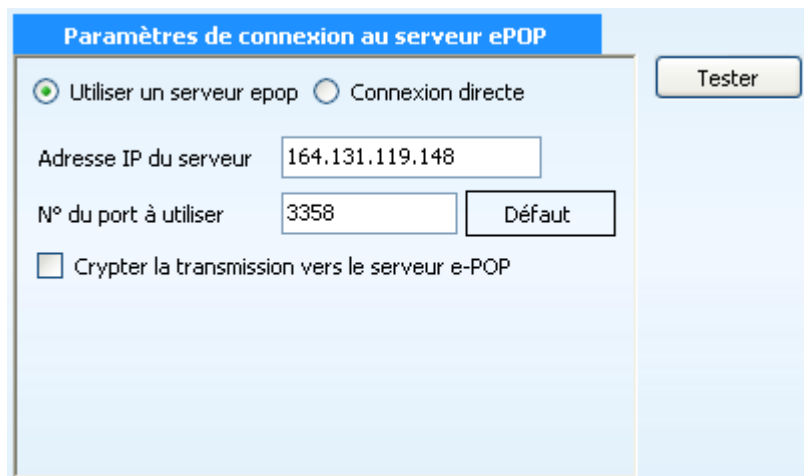 Paramètres de connexion au serveur ePOP
Utiliser un serveur epop Connexion directe
Tester
Adresse IP du serveur 164.131.119.148
N° du port à utiliser 3358 Défaut
Crypter la transmission vers le serveur e-POP